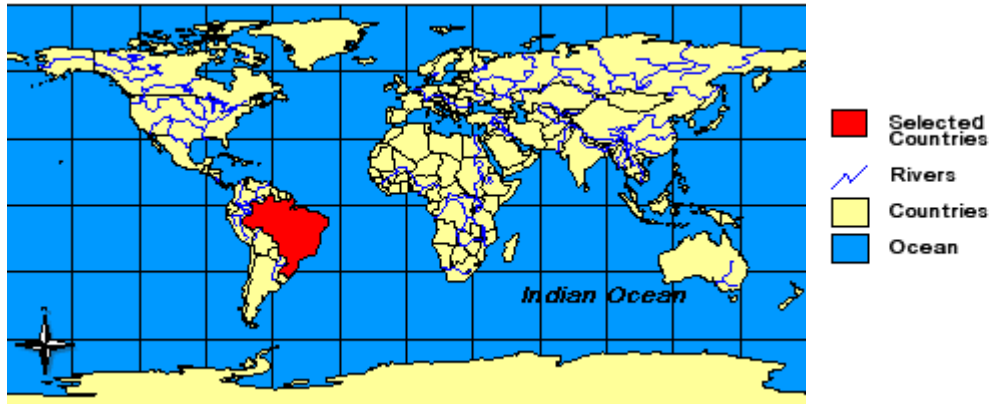 Indian Ocean
Selected
Countries
Rivers
Countries
Ocean